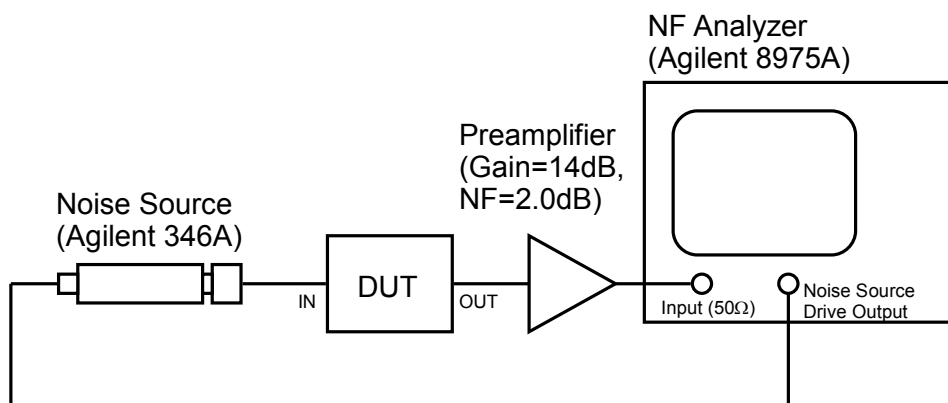 NF Analyzer
(Agilent 8975A)
Preamplifier
(Gain=14dB,
NF=2.0dB)
Noise Source
(Agilent 346A)
IN
DUT
OUT
Input (50Ω)
Noise Source
Drive Output